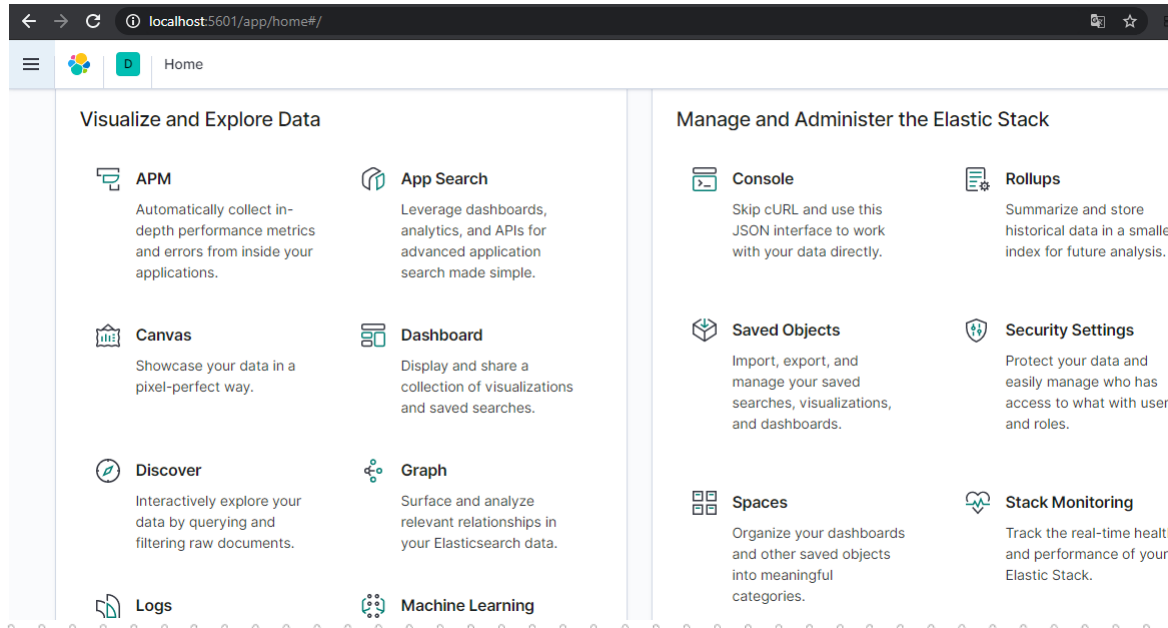 localhost:5601/app/home#/
D
Home
Visualize and Explore Data
APM
Automatically collect in-
depth performance metrics
and errors from inside your
applications.
App Search
Leverage dashboards,
analytics, and APIs for
advanced application
search made simple.
Canvas
Showcase your data in a
pixel-perfect way.
Dashboard
Display and share a
collection of visualizations
and saved searches.
Discover
Interactively explore your
data by querying and
filtering raw documents.
Graph
Surface and analyze
relevant relationships in
your Elasticsearch data.
Logs
Machine Learning
Manage and Administer the Elastic Stack
Console
Skip cURL and use this
JSON interface to work
with your data directly.
Rollups
Summarize and store
historical data in a smalle
index for future analysis.
Saved Objects
Import, export, and
manage your saved
searches, visualizations,
and dashboards.
Security Settings
Protect your data and
easily manage who has
access to what with user
and roles.
Spaces
Organize your dashboards
and other saved objects
into meaningful
categories.
Stack Monitoring
Track the real-time healt
and performance of your
Elastic Stack.